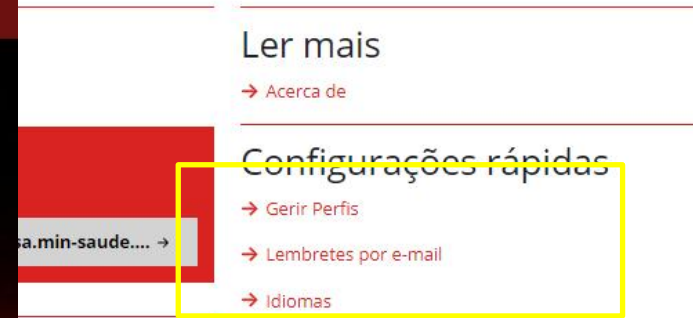 Ler mais
→ Acerca de
Configurações rápidas
→ Gerir Perfis
sa.min-saude.... →
→ Lembretes por e-mail
→ Idiomas